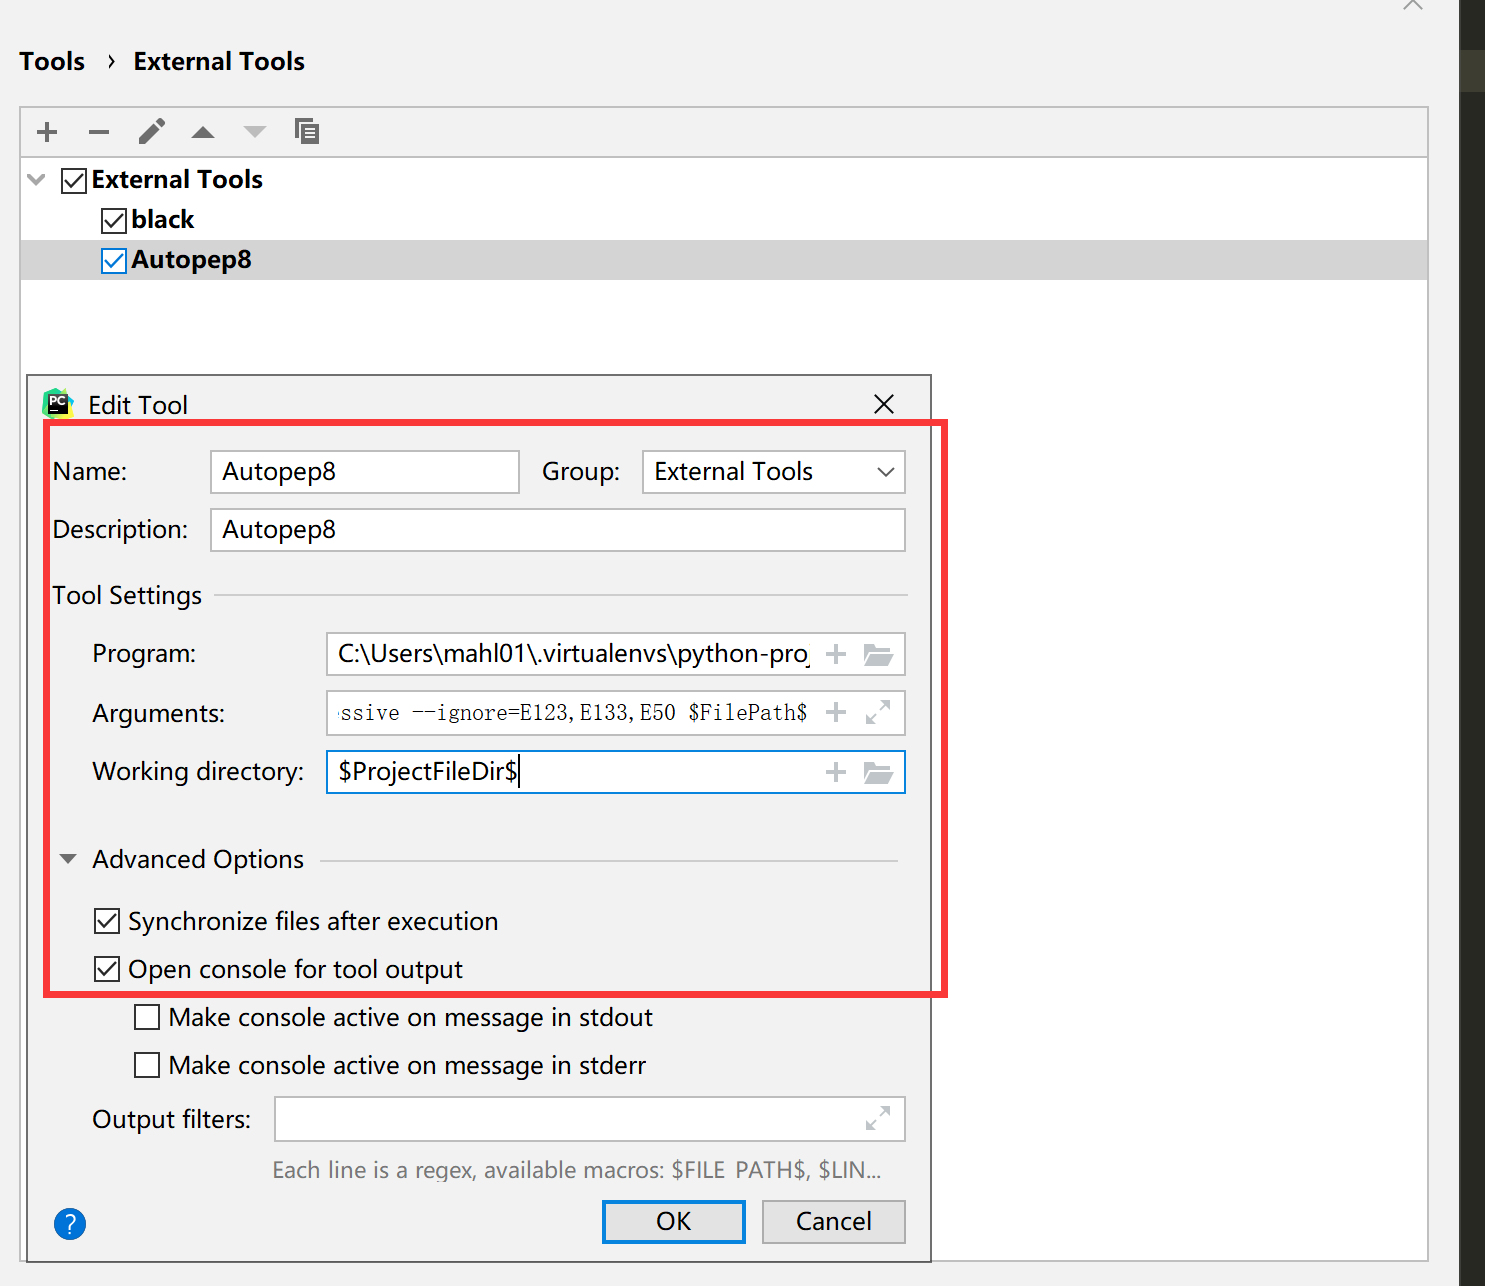 Tools › External Tools
External Tools
black
Autopep8
PC Edit Tool
Name: Autopep8 Group: External Tools
Description: Autopep8
Tool Settings
Program: C:\Users\mahl01\.virtualenvs\python-proj
Arguments: ssive --ignore=E123,E133,E50 $FilePath$
Working directory: $ProjectFileDir$
Advanced Options
Synchronize files after execution
Open console for tool output
Make console active on message in stdout
Make console active on message in stderr
Output filters:
Each line is a regex, available macros: $FILE_PATH$, $LIN...
? OK Cancel